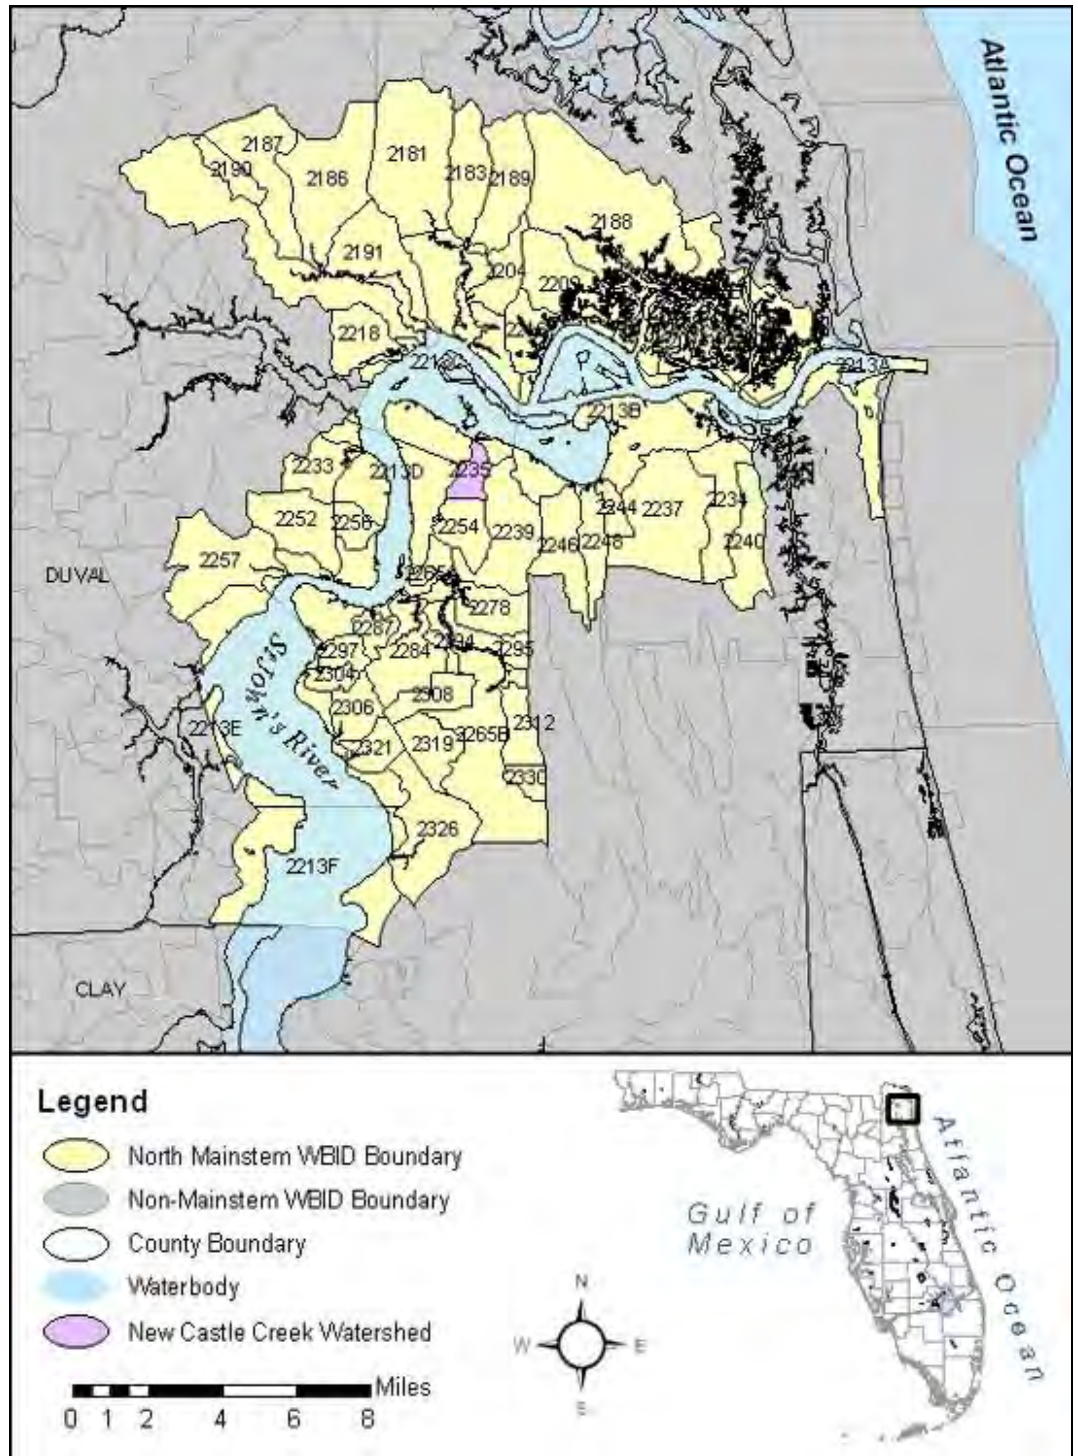 Atlantic Ocean
2187
2181
2190
2186
2183
2189
2188
2191
2204
2209
2218
2213A
2213B
2233
2213D
2235
2252
2256
2254
2239
2244
2237
2234
2246
2248
2240
2257
DUVAL
2278
2287
2284
2297
2295
2304
2308
2306
2312
St. John's River
2213E
2321
2319
2265B
2330
2326
2213F
CLAY
Legend
North Mainstem WBID Boundary
Non-Mainstem WBID Boundary
County Boundary
Waterbody
New Castle Creek Watershed
Miles
0 1 2 4 6 8
N
W E
S
Gulf of
Mexico
Atlantic Ocean